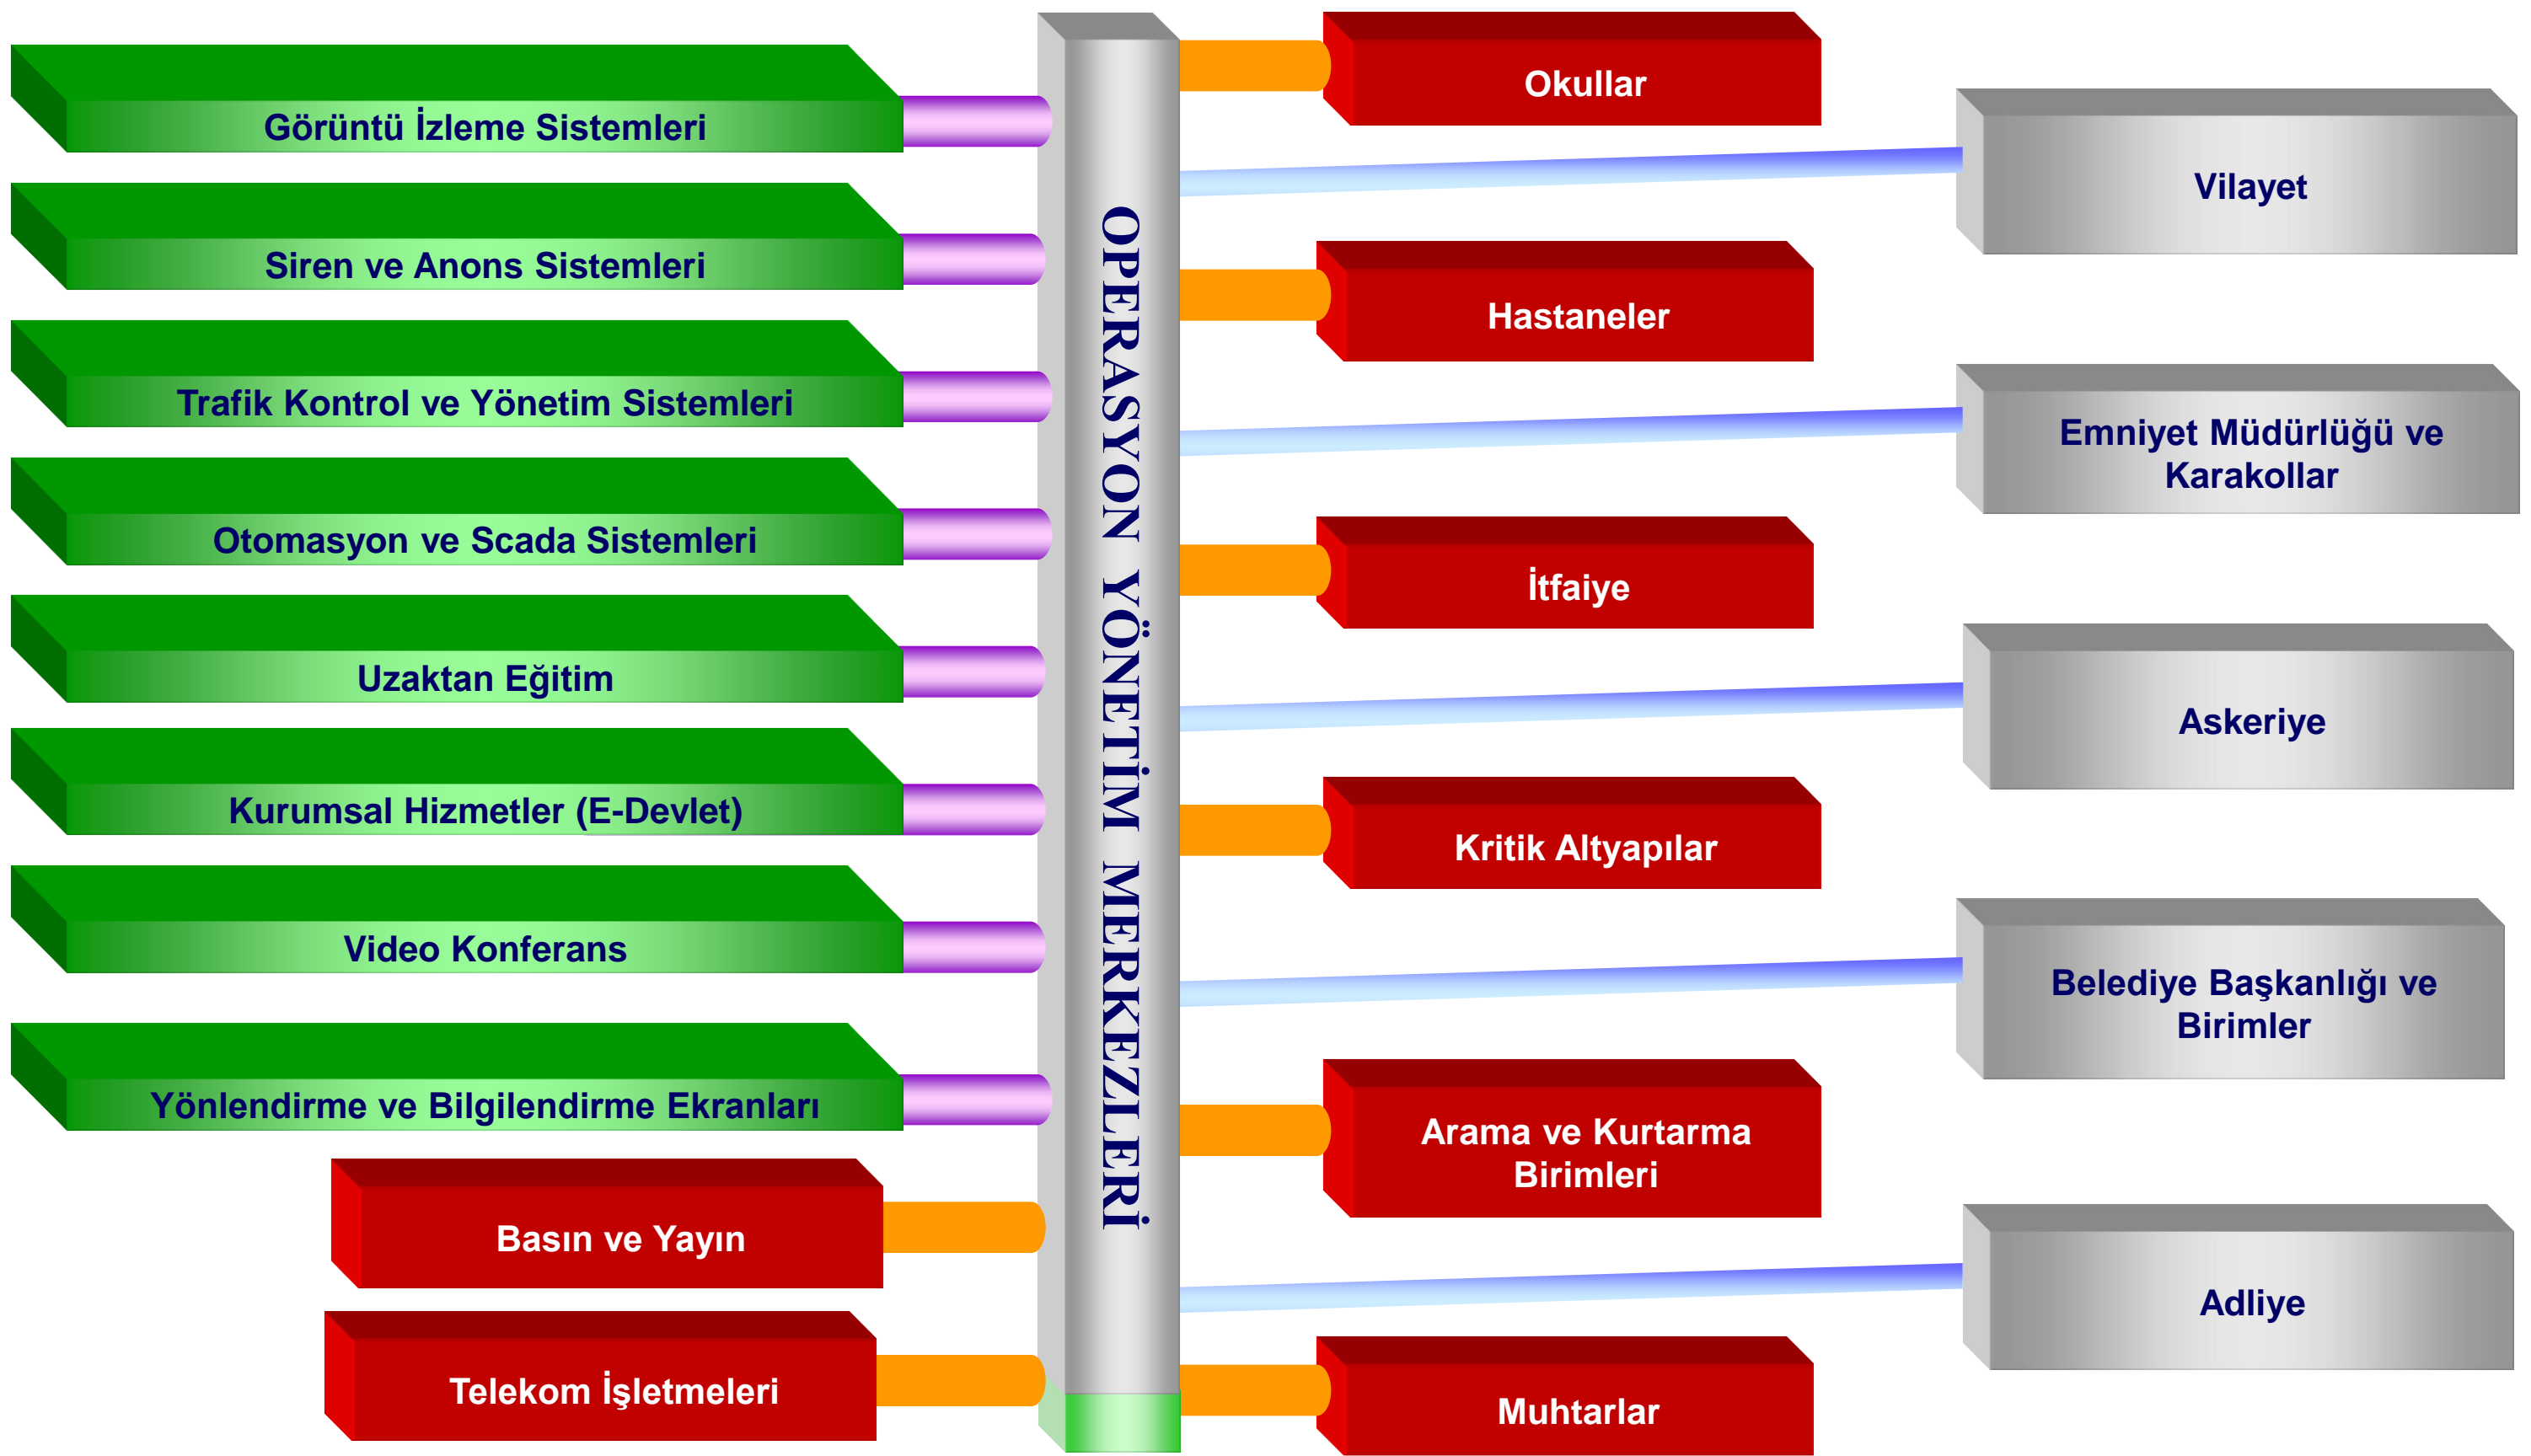 Görüntü İzleme Sistemleri
Siren ve Anons Sistemleri
Trafik Kontrol ve Yönetim Sistemleri
Otomasyon ve Scada Sistemleri
Uzaktan Eğitim
Kurumsal Hizmetler (E-Devlet)
Video Konferans
Yönlendirme ve Bilgilendirme Ekranları
Basın ve Yayın
Telekom İşletmeleri
OPERASYON YÖNETİM MERKEZLERİ
Okullar
Hastaneler
İtfaiye
Kritik Altyapılar
Arama ve Kurtarma
Birimleri
Muhtarlar
Vilayet
Emniyet Müdürlüğü ve
Karakollar
Askeriye
Belediye Başkanlığı ve
Birimler
Adliye